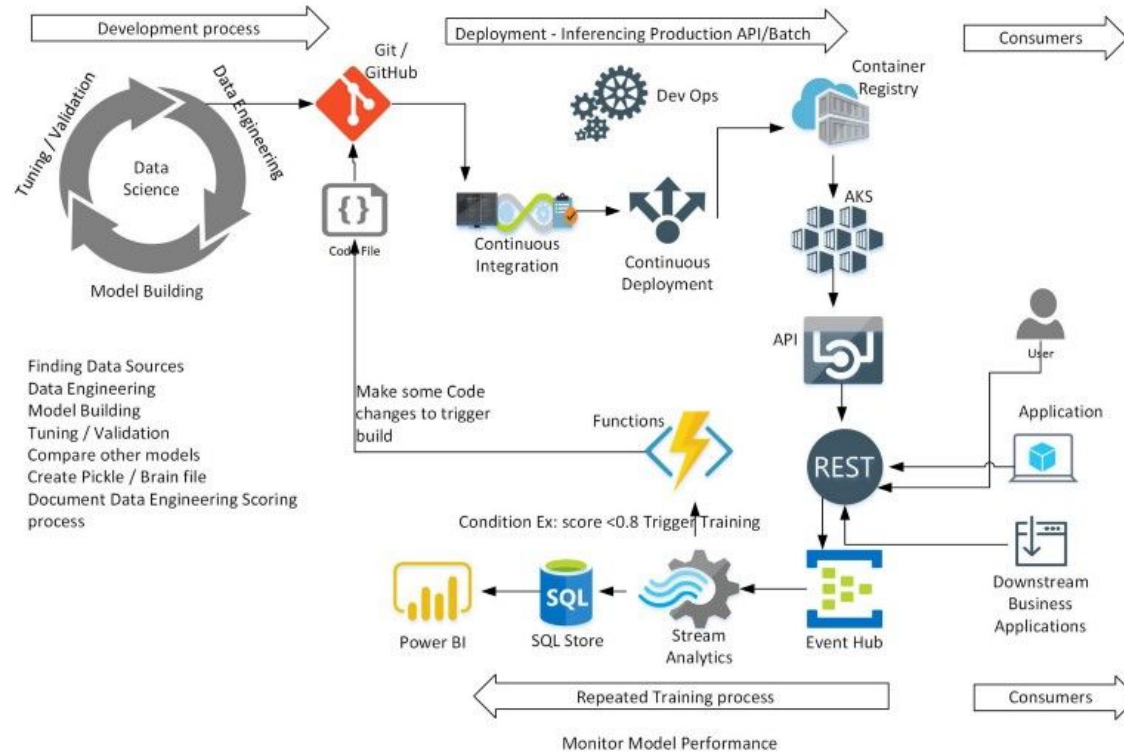 Development process
Deployment - Inferencing Production API/Batch
Consumers
Git /
GitHub
Tuning / Validation
Data Engineering
Data
Science
Model Building
{}
Code File
Dev Ops
Container
Registry
Continuous
Integration
Continuous
Deployment
AKS
API
User
Finding Data Sources
Data Engineering
Model Building
Tuning / Validation
Compare other models
Create Pickle / Brain file
Document Data Engineering Scoring
process
Make some Code
changes to trigger
build
Functions
REST
Application
Condition Ex: score <0.8 Trigger Training
Power BI
SQL
SQL Store
Stream
Analytics
Event Hub
Downstream
Business
Applications
Repeated Training process
Consumers
Monitor Model Performance